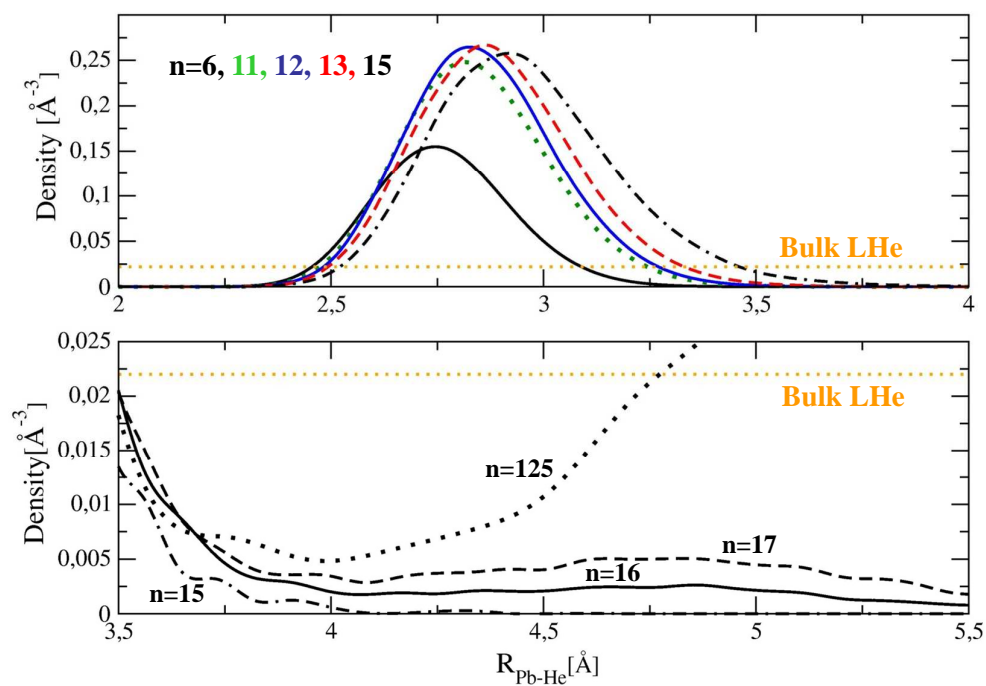 Density [Å⁻³]
0,25
0,2
0,15
0,1
0,05
0
n=6, 11, 12, 13, 15
Bulk LHe
2 2,5 3 3,5 4
Density[Å⁻³]
0,025
0,02
0,015
0,01
0,005
0
Bulk LHe
n=125
n=17
n=16
n=15
3,5 4 4,5 5 5,5
R_Pb-He[Å]